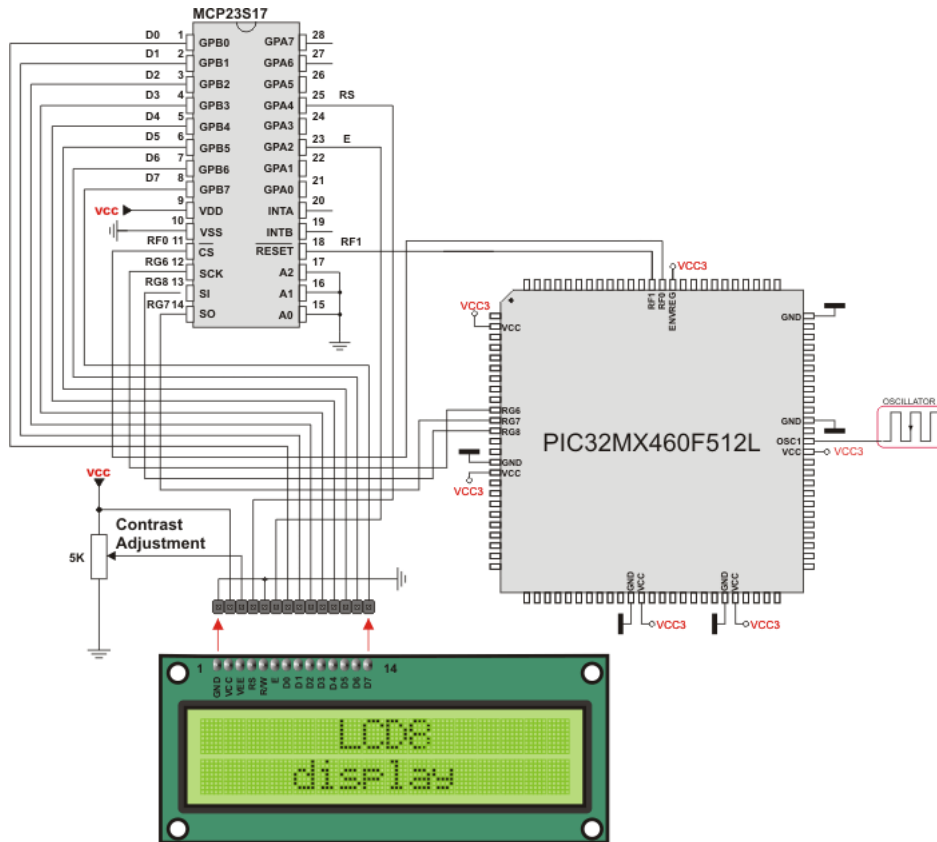 MCP23S17
D0 1 GPB0 GPA7 28
D1 2 GPB1 GPA6 27
D2 3 GPB2 GPA5 26
D3 4 GPB3 GPA4 25 RS
D4 5 GPB4 GPA3 24
D5 6 GPB5 GPA2 23 E
D6 7 GPB6 GPA1 22
D7 8 GPB7 GPA0 21
VCC 9 VDD INTA 20
10 VSS INTB 19
RF0 11 CS RESET 18 RF1
RG6 12 SCK A2 17
RG8 13 SI A1 16
RG7 14 SO A0 15
VCC3
RF1 RF0 ENVREG
VCC3
VCC
GND
RG6
RG7
RG8
GND
VCC
VCC3
PIC32MX460F512L
GND
OSC1
VCC
VCC3
OSCILLATOR
GND VCC
VCC3
GND VCC
VCC3
VCC
Contrast
Adjustment
5K
1 14
GND VCC VEE RS R/W E D0 D1 D2 D3 D4 D5 D6 D7
LCD8
display